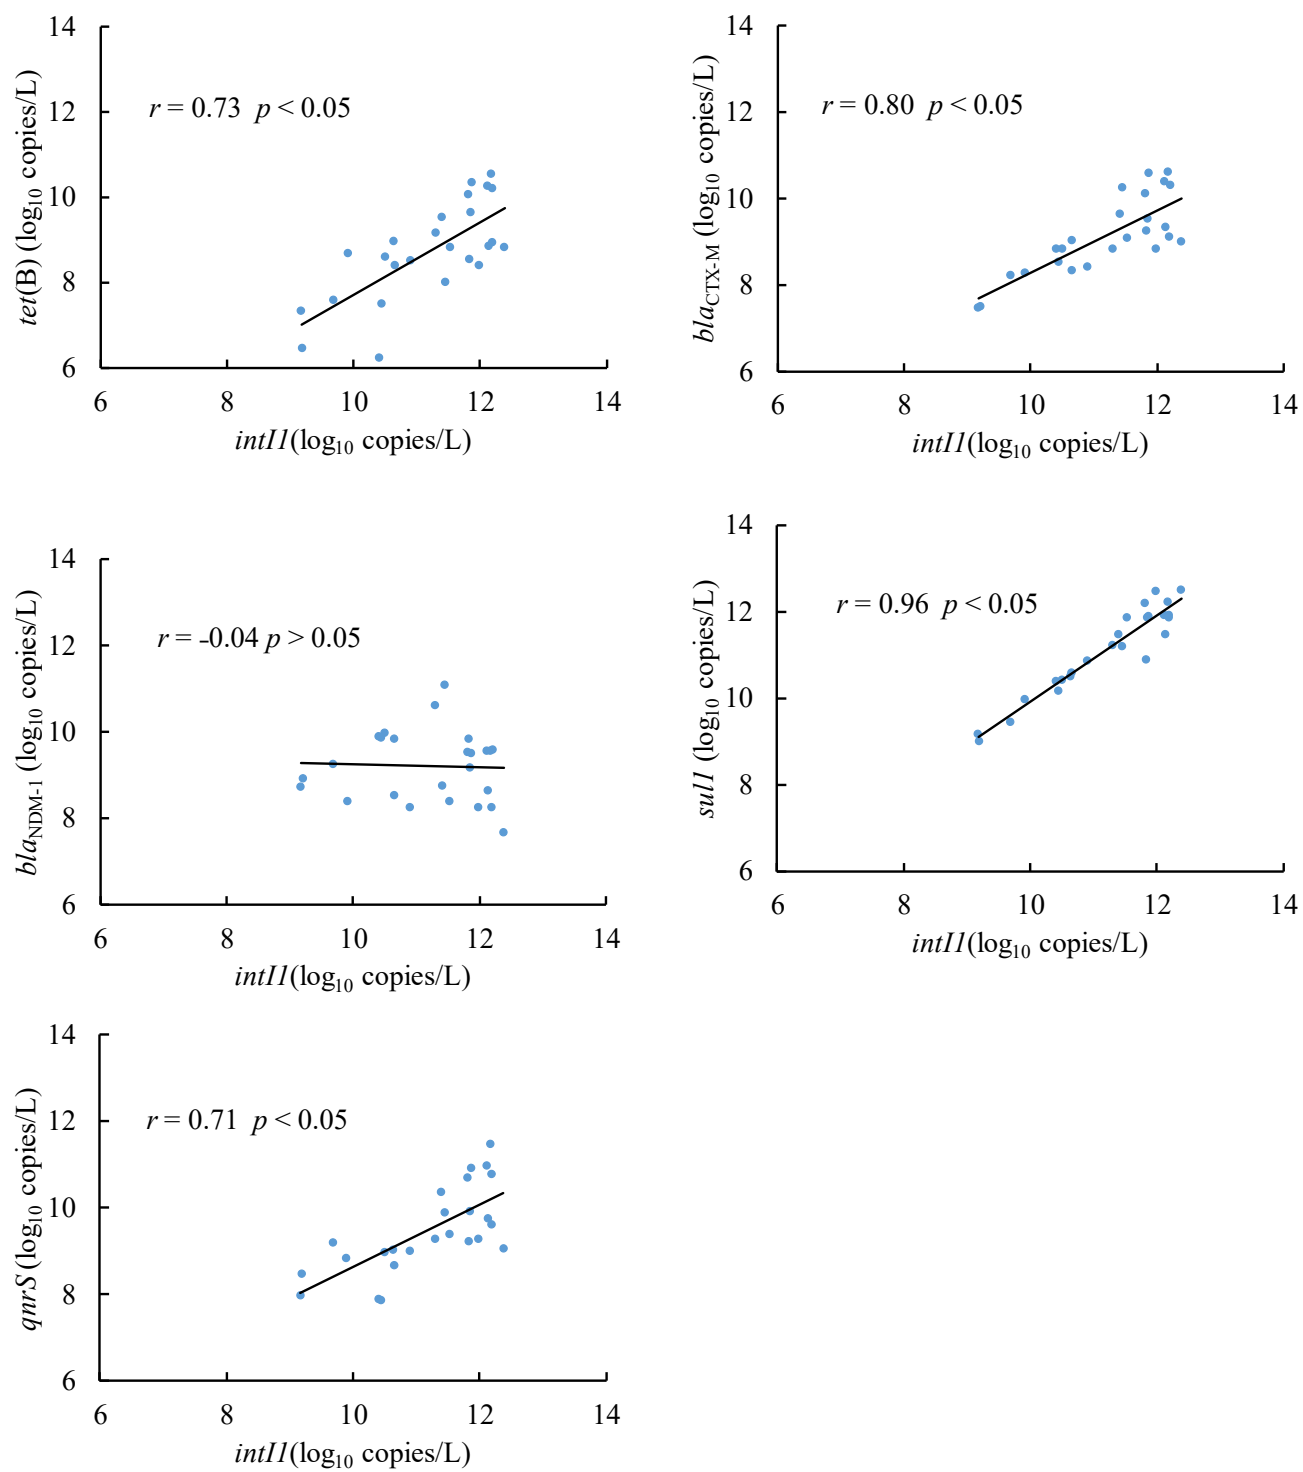 tet(B) (log10 copies/L)
14
12
10
8
6
r = 0.73 p < 0.05
6 8 10 12 14
intI1(log10 copies/L)
blaCTX-M (log10 copies/L)
14
12
10
8
6
r = 0.80 p < 0.05
6 8 10 12 14
intI1(log10 copies/L)
blaNDM-1 (log10 copies/L)
14
12
10
8
6
r = -0.04 p > 0.05
6 8 10 12 14
intI1(log10 copies/L)
sul1 (log10 copies/L)
14
12
10
8
6
r = 0.96 p < 0.05
6 8 10 12 14
intI1(log10 copies/L)
qnrS (log10 copies/L)
14
12
10
8
6
r = 0.71 p < 0.05
6 8 10 12 14
intI1(log10 copies/L)